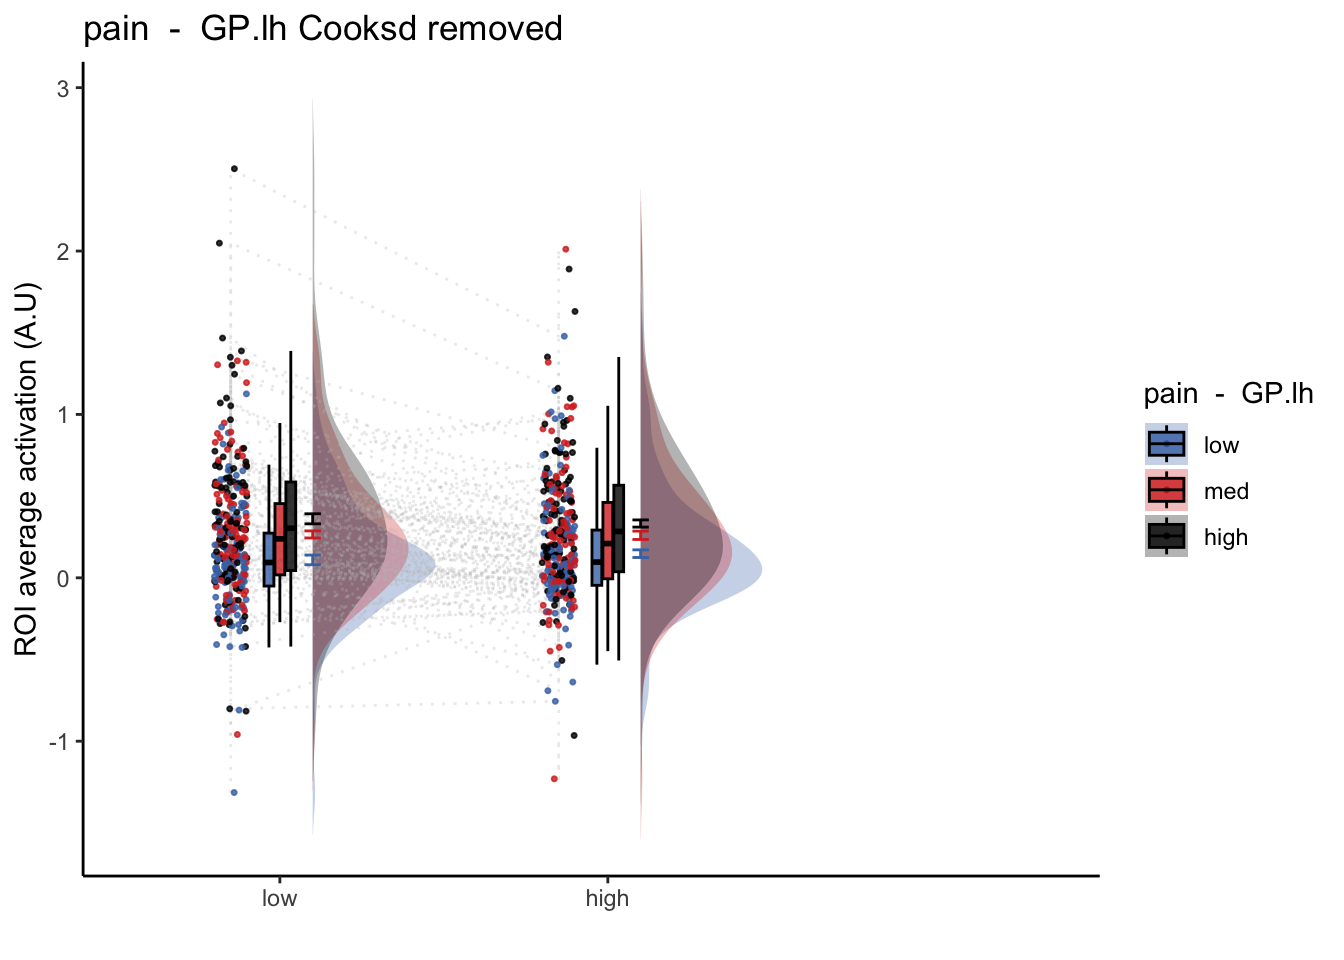 pain - GP.lh Cooksd removed
3
2
1
0
-1
ROI average activation (A.U)
low
high
pain - GP.lh
low
med
high